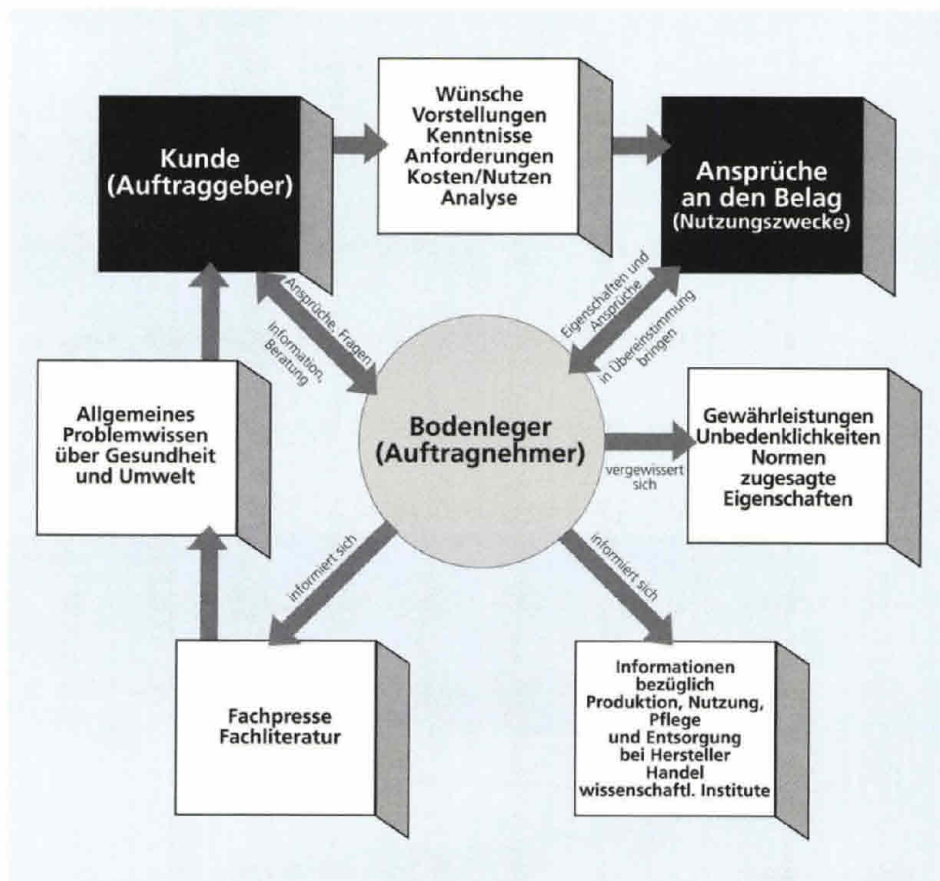 Wünsche
Vorstellungen
Kenntnisse
Anforderungen
Kosten/Nutzen
Analyse
Kunde
(Auftraggeber)
Ansprüche
an den Belag
(Nutzungszwecke)
Ansprüche, Fragen
Information,
Beratung
Eigenschaften und
Ansprüche
in Übereinstimmung
bringen
Allgemeines
Problemwissen
über Gesundheit
und Umwelt
Bodenleger
(Auftragnehmer)
vergewissert
sich
Gewährleistungen
Unbedenklichkeiten
Normen
zugesagte
Eigenschaften
informiert sich
informiert sich
Fachpresse
Fachliteratur
Informationen
bezüglich
Produktion, Nutzung,
Pflege
und Entsorgung
bei Hersteller
Handel
wissenschaftl. Institute